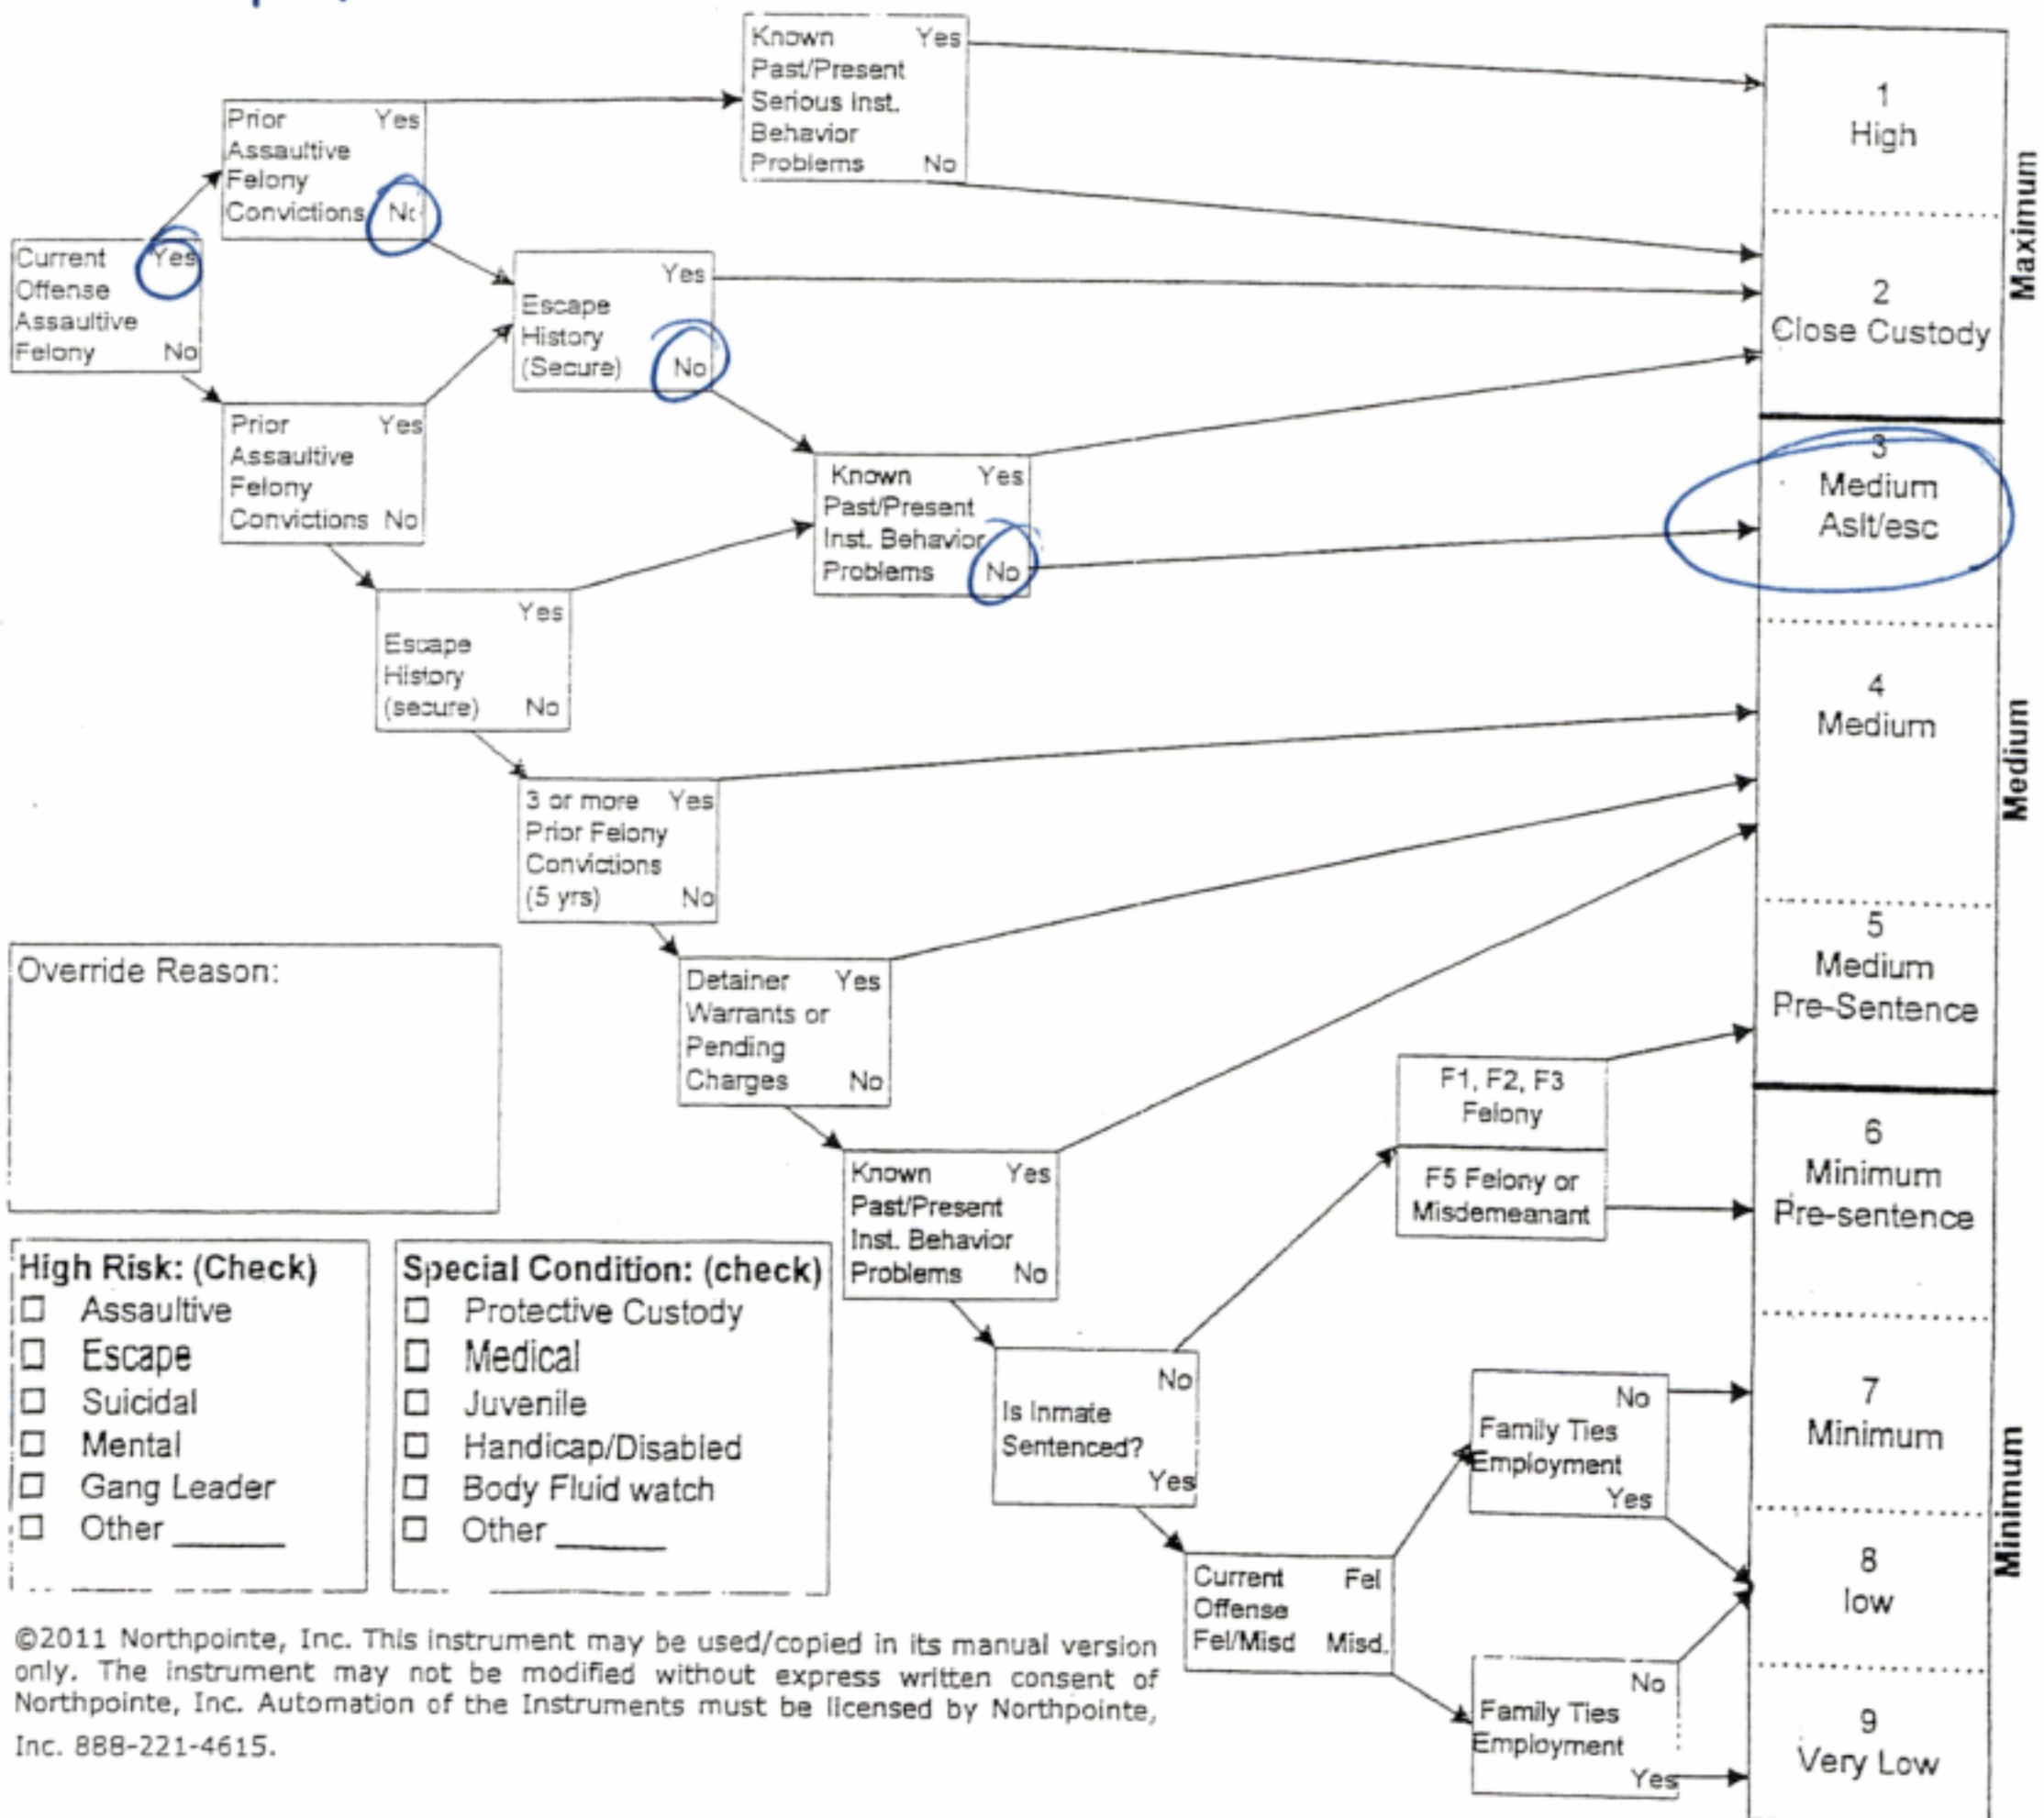 Known Yes
Past/Present
Serious Inst.
Behavior
Problems No
Prior Yes
Assaultive
Felony
Convictions No
Current Yes
Offense
Assaultive
Felony No
Yes
Escape
History
(Secure) No
Prior Yes
Assaultive
Felony
Convictions No
Known Yes
Past/Present
Inst. Behavior
Problems No
Yes
Escape
History
(secure) No
3 or more Yes
Prior Felony
Convictions
(5 yrs) No
Detainer Yes
Warrants or
Pending
Charges No
Known Yes
Past/Present
Inst. Behavior
Problems No
F1, F2, F3
Felony
F5 Felony or
Misdemeanant
No
Is Inmate
Sentenced?
Yes
Current Fel
Offense
Fel/Misd Misd.
No
Family Ties
Employment
Yes
No
Family Ties
Employment
Yes
1
High
2
Close Custody
Maximum
3
Medium
Aslt/esc
4
Medium
5
Medium
Pre-Sentence
Medium
6
Minimum
Pre-sentence
7
Minimum
8
low
9
Very Low
Minimum
Override Reason:
High Risk: (Check)
Assaultive
Escape
Suicidal
Mental
Gang Leader
Other
Special Condition: (check)
Protective Custody
Medical
Juvenile
Handicap/Disabled
Body Fluid watch
Other
©2011 Northpointe, Inc. This instrument may be used/copied in its manual version
only. The instrument may not be modified without express written consent of
Northpointe, Inc. Automation of the Instruments must be licensed by Northpointe,
Inc. 888-221-4615.